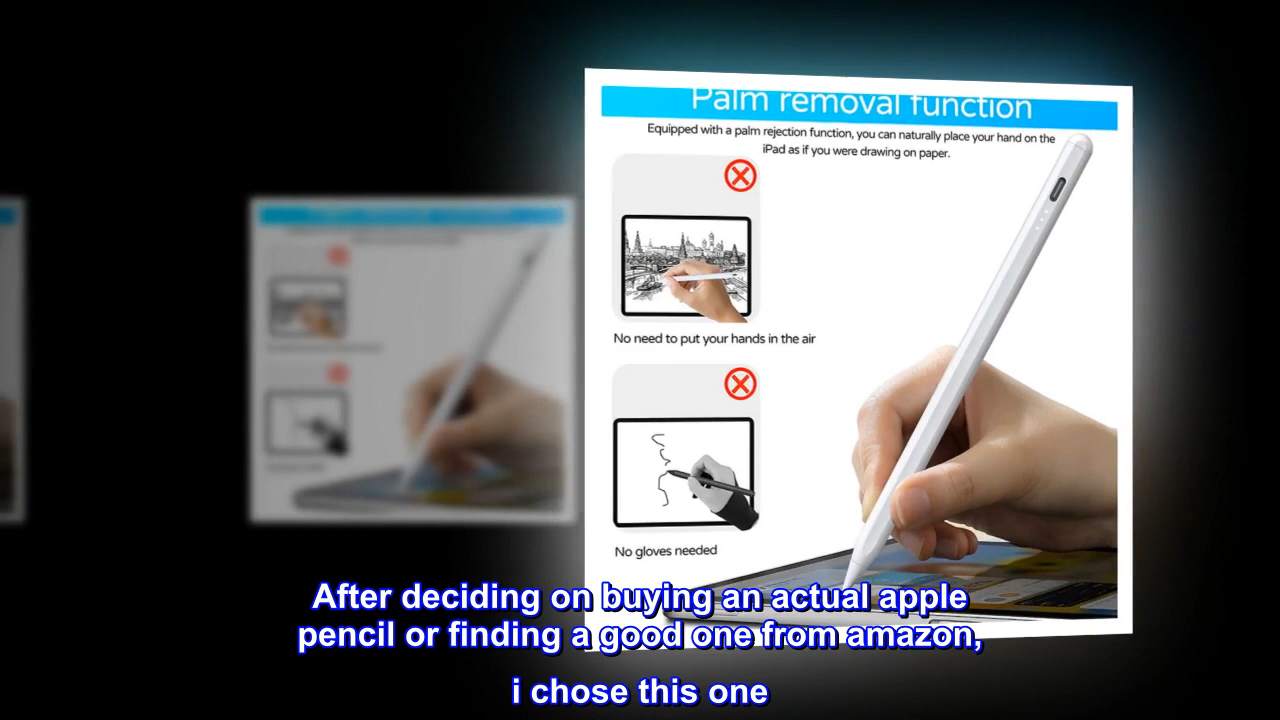 Palm removal function
Equipped with a palm rejection function, you can naturally place your hand on the
iPad as if you were drawing on paper.
No need to put your hands in the air
No gloves needed
After deciding on buying an actual apple
pencil or finding a good one from amazon,
i chose this one